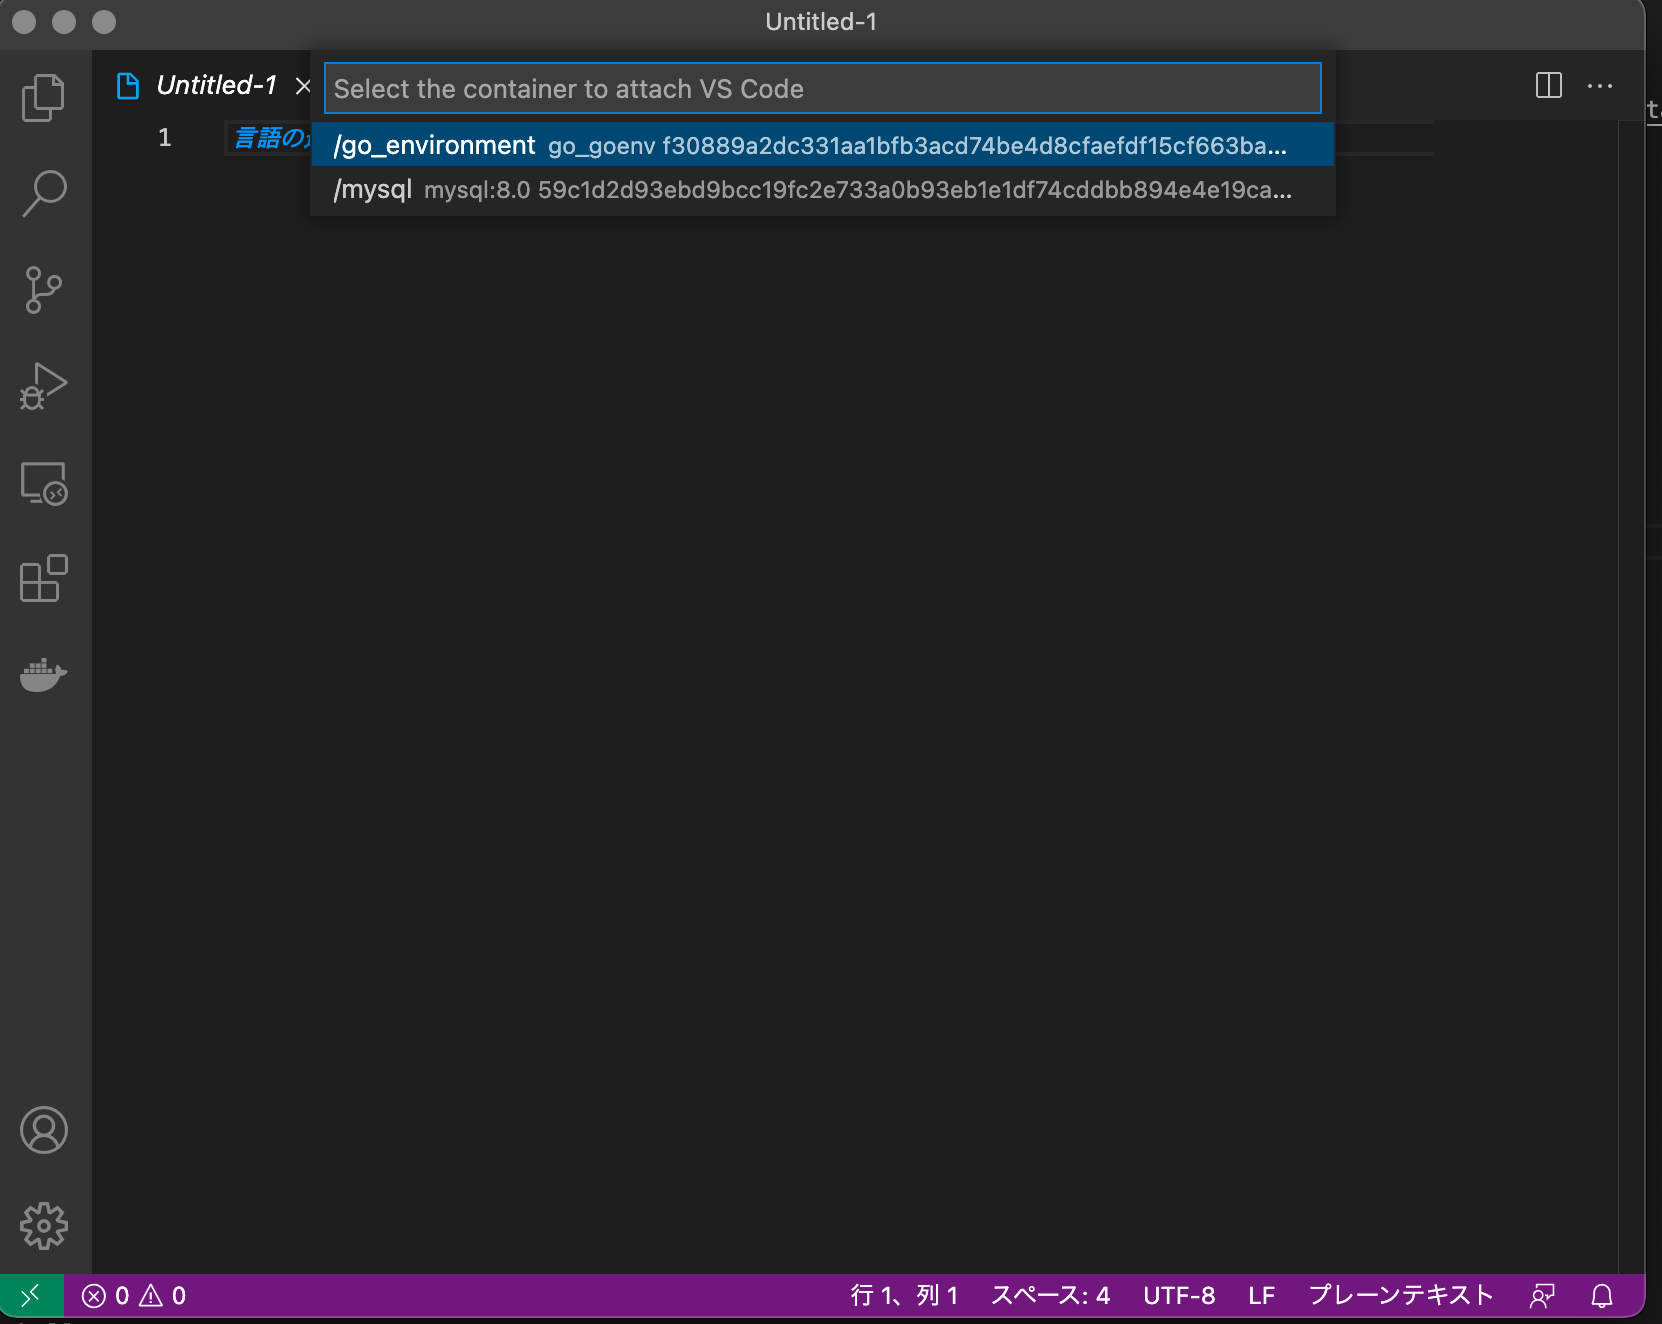 Untitled-1
Untitled-1
Select the container to attach VS Code
1 言語の
/go_environment go_goenv f30889a2dc331aa1bfb3acd74be4d8cfaefdf15cf663ba...
/mysql mysql:8.0 59c1d2d93ebd9bcc19fc2e733a0b93eb1e1df74cddbb894e4e19ca...
0 0 行 1、列 1 スペース: 4 UTF-8 LF プレーンテキスト